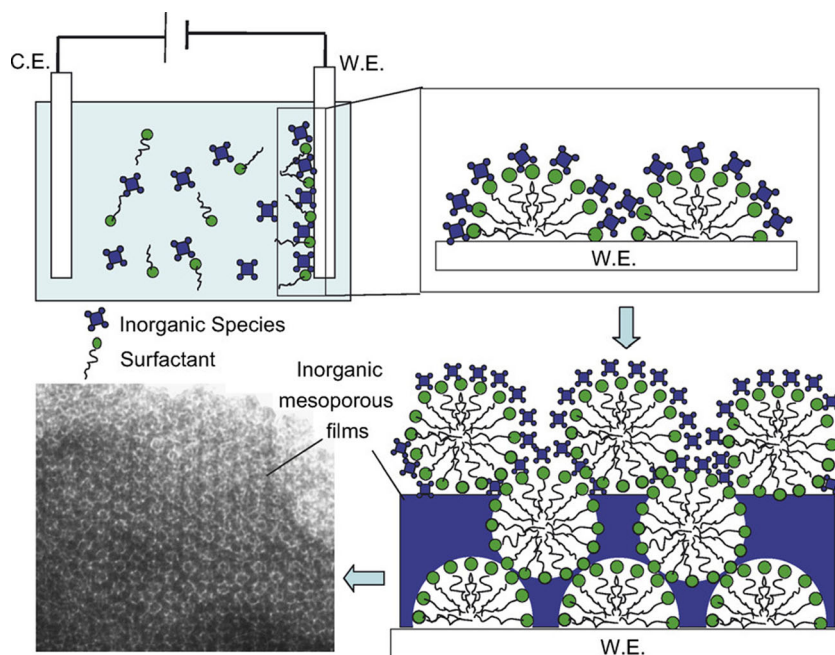 C.E.
W.E.
W.E.
Inorganic Species
Surfactant
Inorganic
mesoporous
films
W.E.